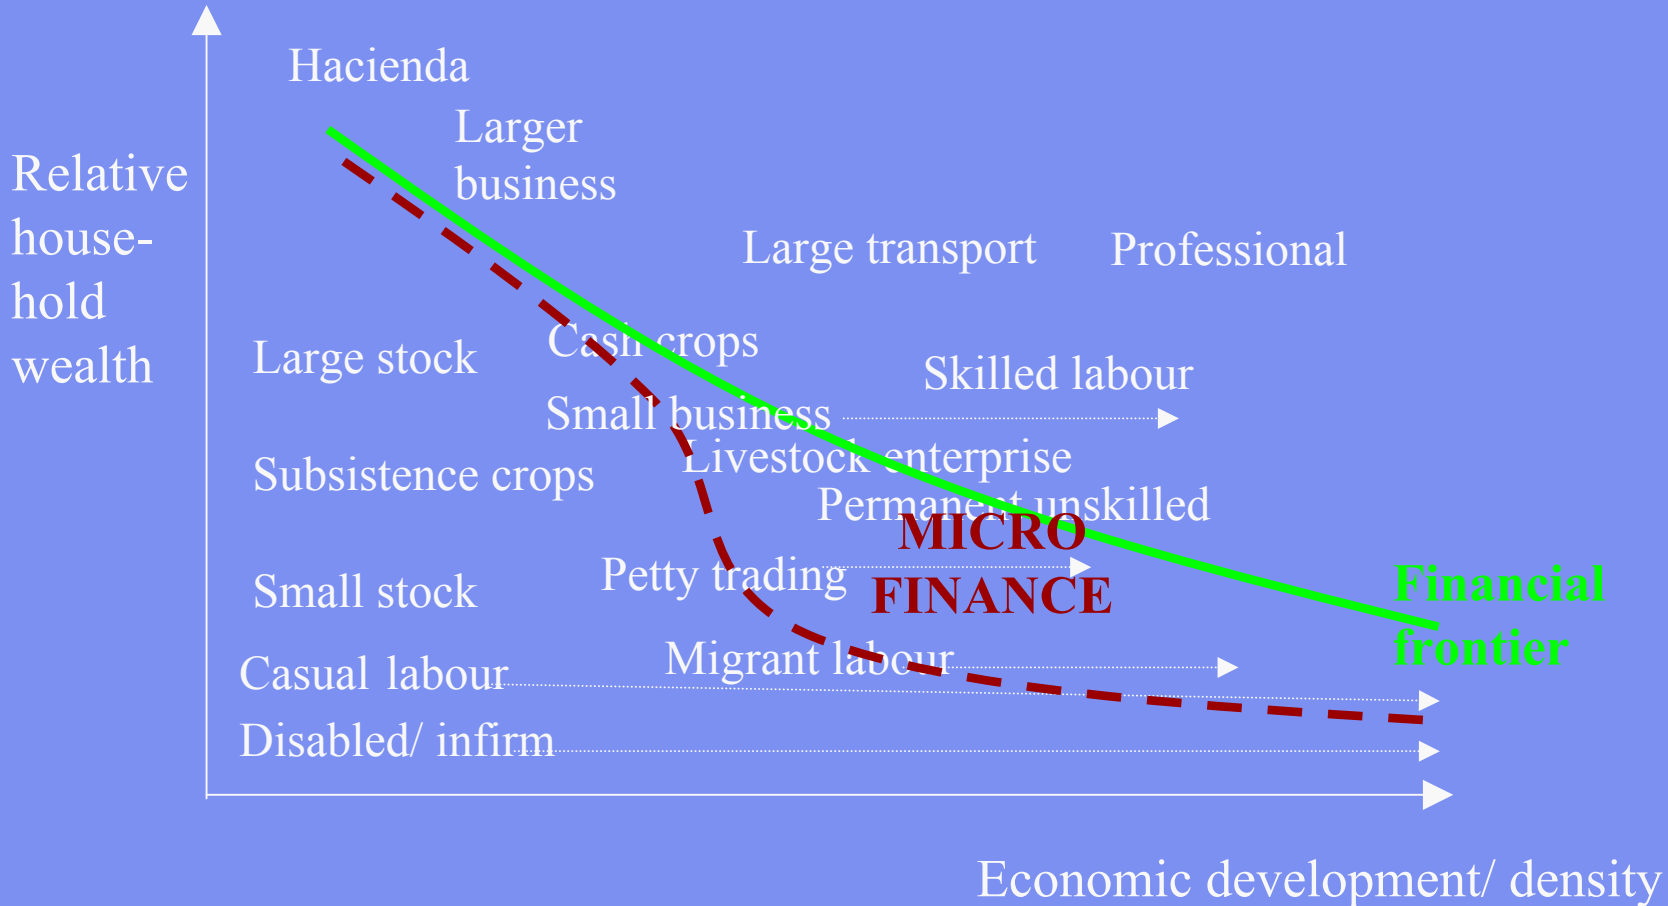 Hacienda
Larger
business
Relative
house-
hold
wealth
Large transport
Professional
Cash crops
Large stock
Skilled labour
Small business
Livestock enterprise
Subsistence crops
Permanent unskilled
MICRO
FINANCE
Petty trading
Small stock
Financial
frontier
Migrant labour
Casual labour
Disabled/ infirm
Economic development/ density